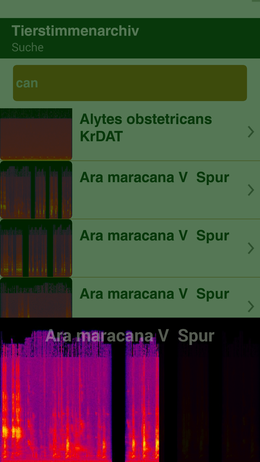 Tierstimmenarchiv
Suche
can
Alytes obstetricans
KrDAT
Ara maracana V Spur
Ara maracana V Spur
Ara maracana V Spur
Ara maracana V Spur